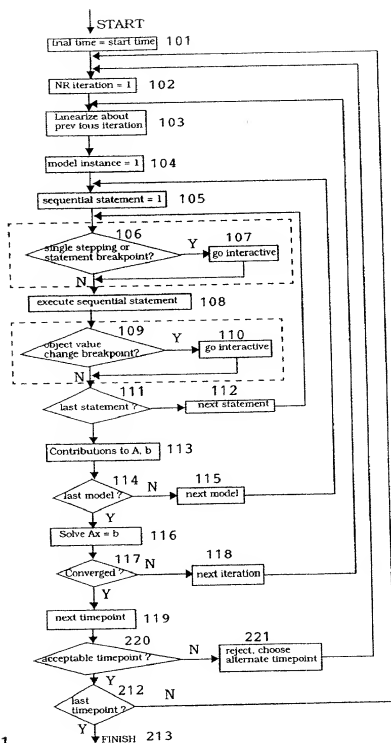 START
trial time = start time 101
NR iteration = 1 102
Linearize about
previous iteration 103
model instance = 1 104
sequential statement = 1 105
106 107
single stepping or
statement breakpoint? Y go interactive
N
execute sequential statement 108
109 110
object value
change breakpoint? Y go interactive
N
111 112
last statement ? next statement
Contributions to A, b 113
114 115
last model ? N next model
Y
Solve Ax = b 116
117 118
Converged ? N next iteration
Y
next timepoint 119
220 221
acceptable timepoint ? N reject, choose
alternate timepoint
Y
212 N
last
timepoint ?
Y
FINISH 213
1